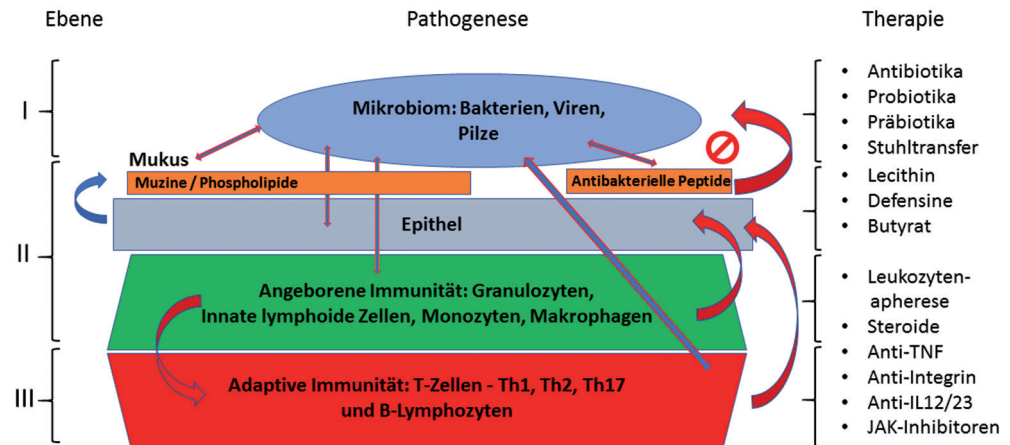 Ebene
Pathogenese
Therapie
I
II
III
Mikrobiom: Bakterien, Viren,
Pilze
Mukus
Muzine / Phospholipide
Antibakterielle Peptide
Epithel
Angeborene Immunität: Granulozyten,
Innate lymphoide Zellen, Monozyten, Makrophagen
Adaptive Immunität: T-Zellen - Th1, Th2, Th17
und B-Lymphozyten
• Antibiotika
• Probiotika
• Präbiotika
• Stuhltransfer
• Lecithin
• Defensine
• Butyrat
• Leukozyten-
apherese
• Steroide
• Anti-TNF
• Anti-Integrin
• Anti-IL12/23
• JAK-Inhibitoren